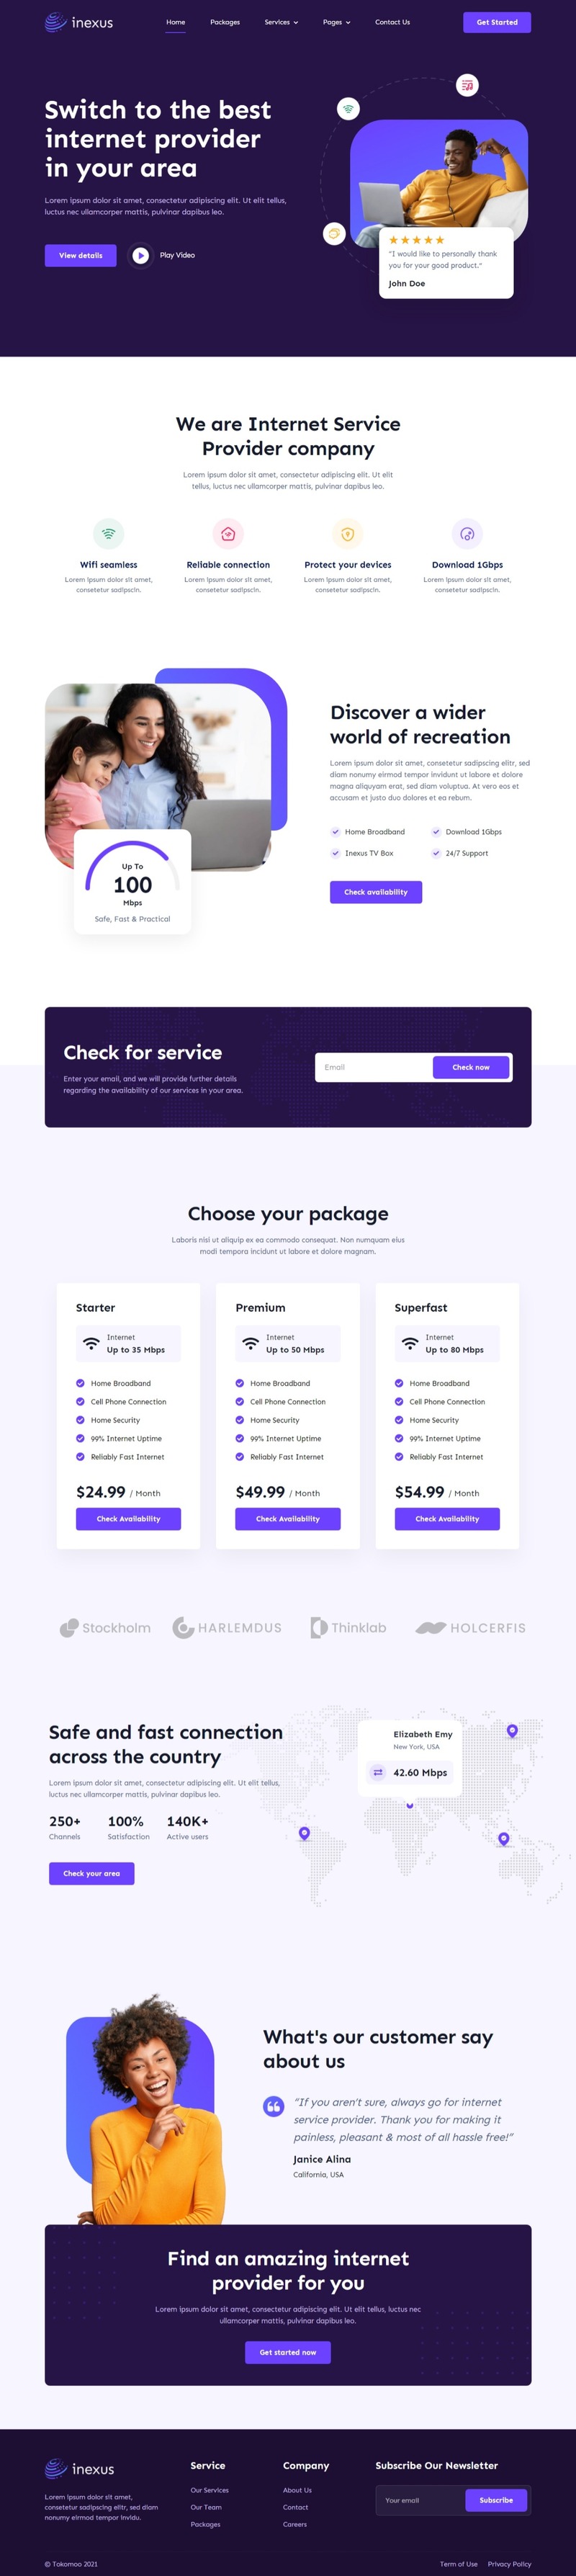 inexus
Home
Packages
Services
Pages
Contact Us
Get Started
Switch to the best
internet provider
in your area
Lorem ipsum dolor sit amet, consectetur adipiscing elit. Ut elit tellus,
luctus nec ullamcorper mattis, pulvinar dapibus leo.
View details
Play Video
"I would like to personally thank
you for your good product."
John Doe
We are Internet Service
Provider company
Lorem ipsum dolor sit amet, consectetur adipiscing elit. Ut elit
tellus, luctus nec ullamcorper mattis, pulvinar dapibus leo.
Wifi seamless
Lorem ipsum dolor sit amet,
consetetur sadipscin.
Reliable connection
Lorem ipsum dolor sit amet,
consetetur sadipscin.
Protect your devices
Lorem ipsum dolor sit amet,
consetetur sadipscin.
Download 1Gbps
Lorem ipsum dolor sit amet,
consetetur sadipscin.
Up To
100
Mbps
Safe, Fast & Practical
Discover a wider
world of recreation
Lorem ipsum dolor sit amet, consetetur sadipscing elitr, sed
diam nonumy eirmod tempor invidunt ut labore et dolore
magna aliquyam erat, sed diam voluptua. At vero eos et
accusam et justo duo dolores et ea rebum.
Home Broadband
Download 1Gbps
Inexus TV Box
24/7 Support
Check availability
Check for service
Enter your email, and we will provide further details
regarding the availability of our services in your area.
Email
Check now
Choose your package
Laboris nisi ut aliquip ex ea commodo consequat. Non numquam eius
modi tempora incidunt ut labore et dolore magnam.
Starter
Internet
Up to 35 Mbps
Home Broadband
Cell Phone Connection
Home Security
99% Internet Uptime
Reliably Fast Internet
$24.99 / Month
Check Availability
Premium
Internet
Up to 50 Mbps
Home Broadband
Cell Phone Connection
Home Security
99% Internet Uptime
Reliably Fast Internet
$49.99 / Month
Check Availability
Superfast
Internet
Up to 80 Mbps
Home Broadband
Cell Phone Connection
Home Security
99% Internet Uptime
Reliably Fast Internet
$54.99 / Month
Check Availability
Stockholm
HARLEMDUS
Thinklab
HOLCERFIS
Safe and fast connection
across the country
Lorem ipsum dolor sit amet, consectetur adipiscing elit. Ut elit tellus,
luctus nec ullamcorper mattis, pulvinar dapibus leo.
250+
Channels
100%
Satisfaction
140K+
Active users
Check your area
Elizabeth Emy
New York, USA
42.60 Mbps
What's our customer say
about us
"If you aren't sure, always go for internet
service provider. Thank you for making it
painless, pleasant & most of all hassle free!"
Janice Alina
California, USA
Find an amazing internet
provider for you
Lorem ipsum dolor sit amet, consectetur adipiscing elit. Ut elit tellus, luctus nec
ullamcorper mattis, pulvinar dapibus leo.
Get started now
inexus
Lorem ipsum dolor sit amet,
consetetur sadipscing elitr, sed diam
nonumy eirmod tempor invidu.
Service
Our Services
Our Team
Packages
Company
About Us
Contact
Careers
Subscribe Our Newsletter
Your email
Subscribe
© Tokomoo 2021
Term of Use
Privacy Policy